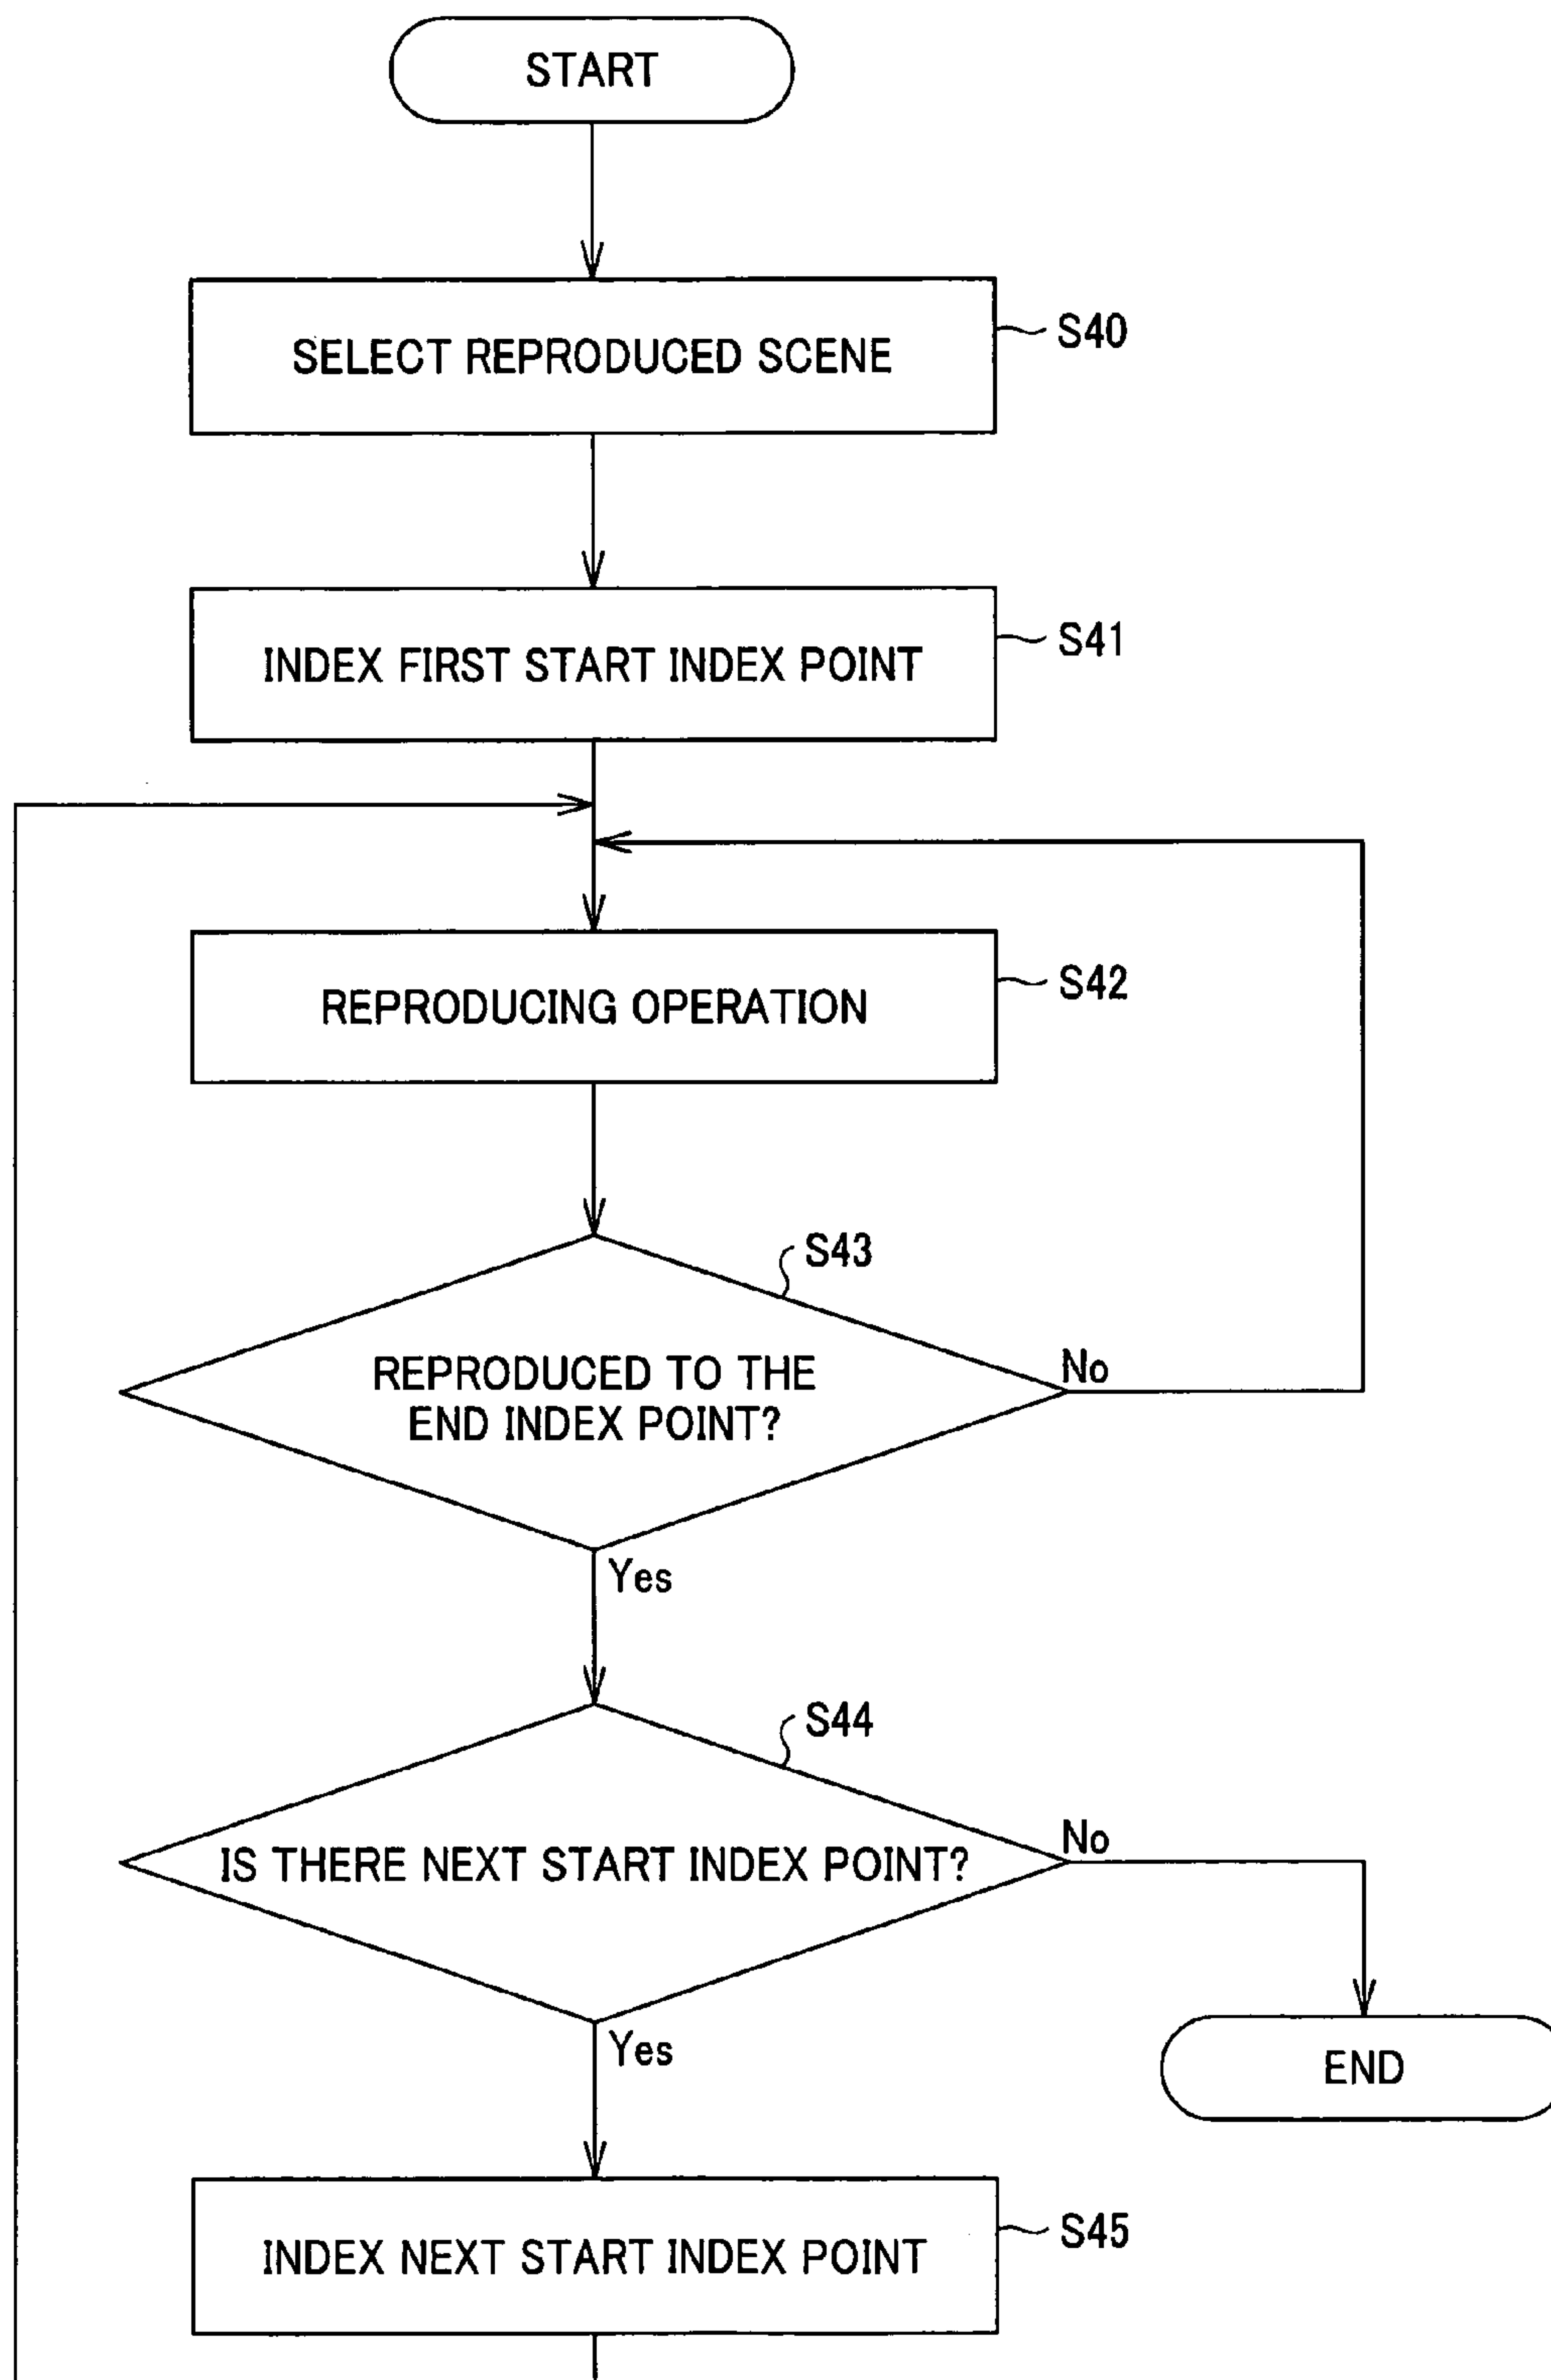 START
SELECT REPRODUCED SCENE
S40
INDEX FIRST START INDEX POINT
S41
REPRODUCING OPERATION
S42
S43
REPRODUCED TO THE
END INDEX POINT?
No
Yes
S44
IS THERE NEXT START INDEX POINT?
No
Yes
END
INDEX NEXT START INDEX POINT
S45